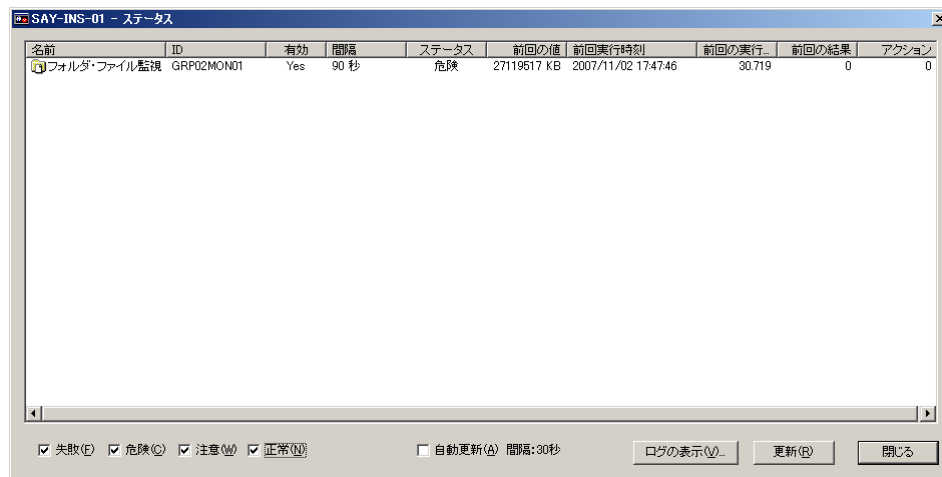 SAY-INS-01 - ステータス
名前 ID 有効 間隔 ステータス 前回の値 前回実行時刻 前回の実行... 前回の結果 アクション
フォルダ・ファイル監視 GRP02MON01 Yes 90 秒 危険 27119517 KB 2007/11/02 17:47:46 30.719 0 0
失敗(F) 危険(C) 注意(W) 正常(N) 自動更新(A) 間隔:30秒 ログの表示(V)... 更新(R) 閉じる